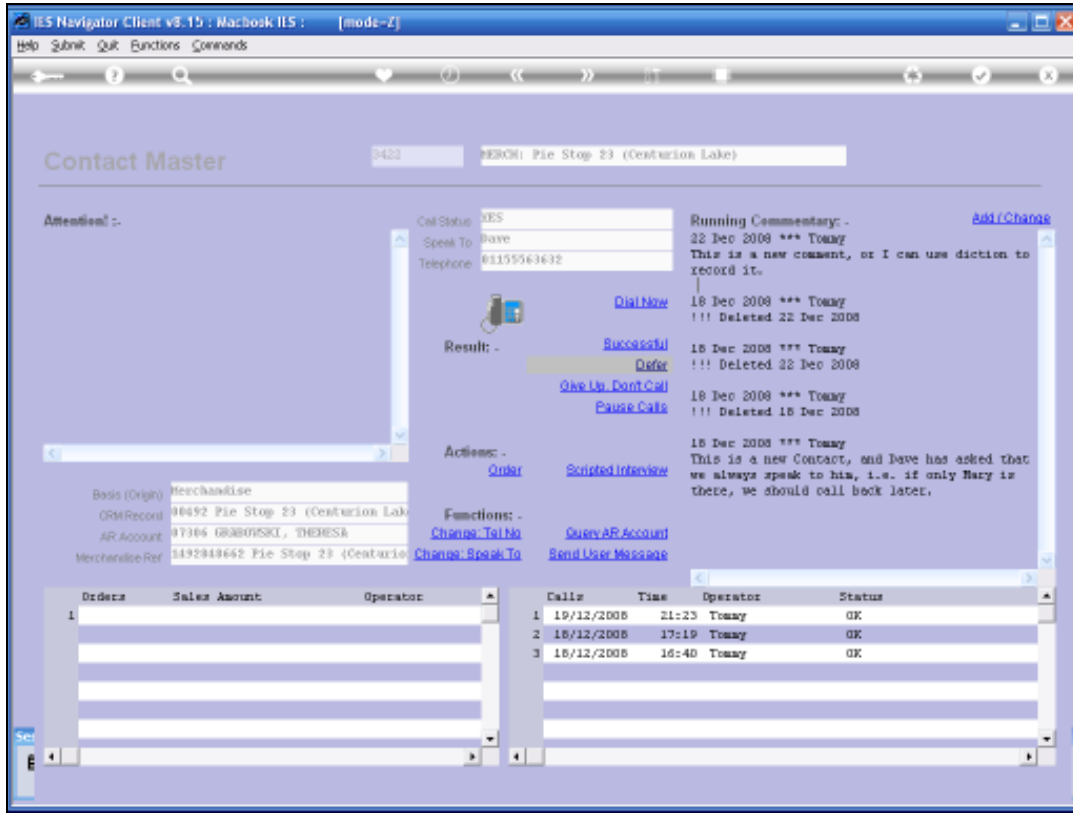 IES Navigator Client v8.15 : Macbook IES : [mode=Z]
Help Submit Quit Functions Commands
Contact Master
3422
MERCH: Pie Stop 23 (Centurion Lake)
Attention! :-
Call Status YES
Speak To Dave
Telephone 01155563632
Dial Now
Result: -
Successful
Defer
Give Up. Don't Call
Pause Calls
Actions: -
Order Scripted Interview
Functions: -
Change: Tel No Query AR Account
Change: Speak To Send User Message
Running Commentary: - Add / Change
22 Dec 2008 *** Tommy
This is a new comment, or I can use diction to
record it.
18 Dec 2008 *** Tommy
!!! Deleted 22 Dec 2008
18 Dec 2008 *** Tommy
!!! Deleted 22 Dec 2008
18 Dec 2008 *** Tommy
!!! Deleted 18 Dec 2008
18 Dec 2008 *** Tommy
This is a new Contact, and Dave has asked that
we always speak to him, i.e. if only Mary is
there, we should call back later.
Basis (Origin) Merchandise
CRM Record 00492 Pie Stop 23 (Centurion Lak
AR Account 07306 GRABOWSKI, THERESA
Merchandise Ref 1492848662 Pie Stop 23 (Centurio
Orders Sales Amount Operator
1
Calls Time Operator Status
1 19/12/2008 21:23 Tommy OK
2 18/12/2008 17:19 Tommy OK
3 18/12/2008 16:40 Tommy OK